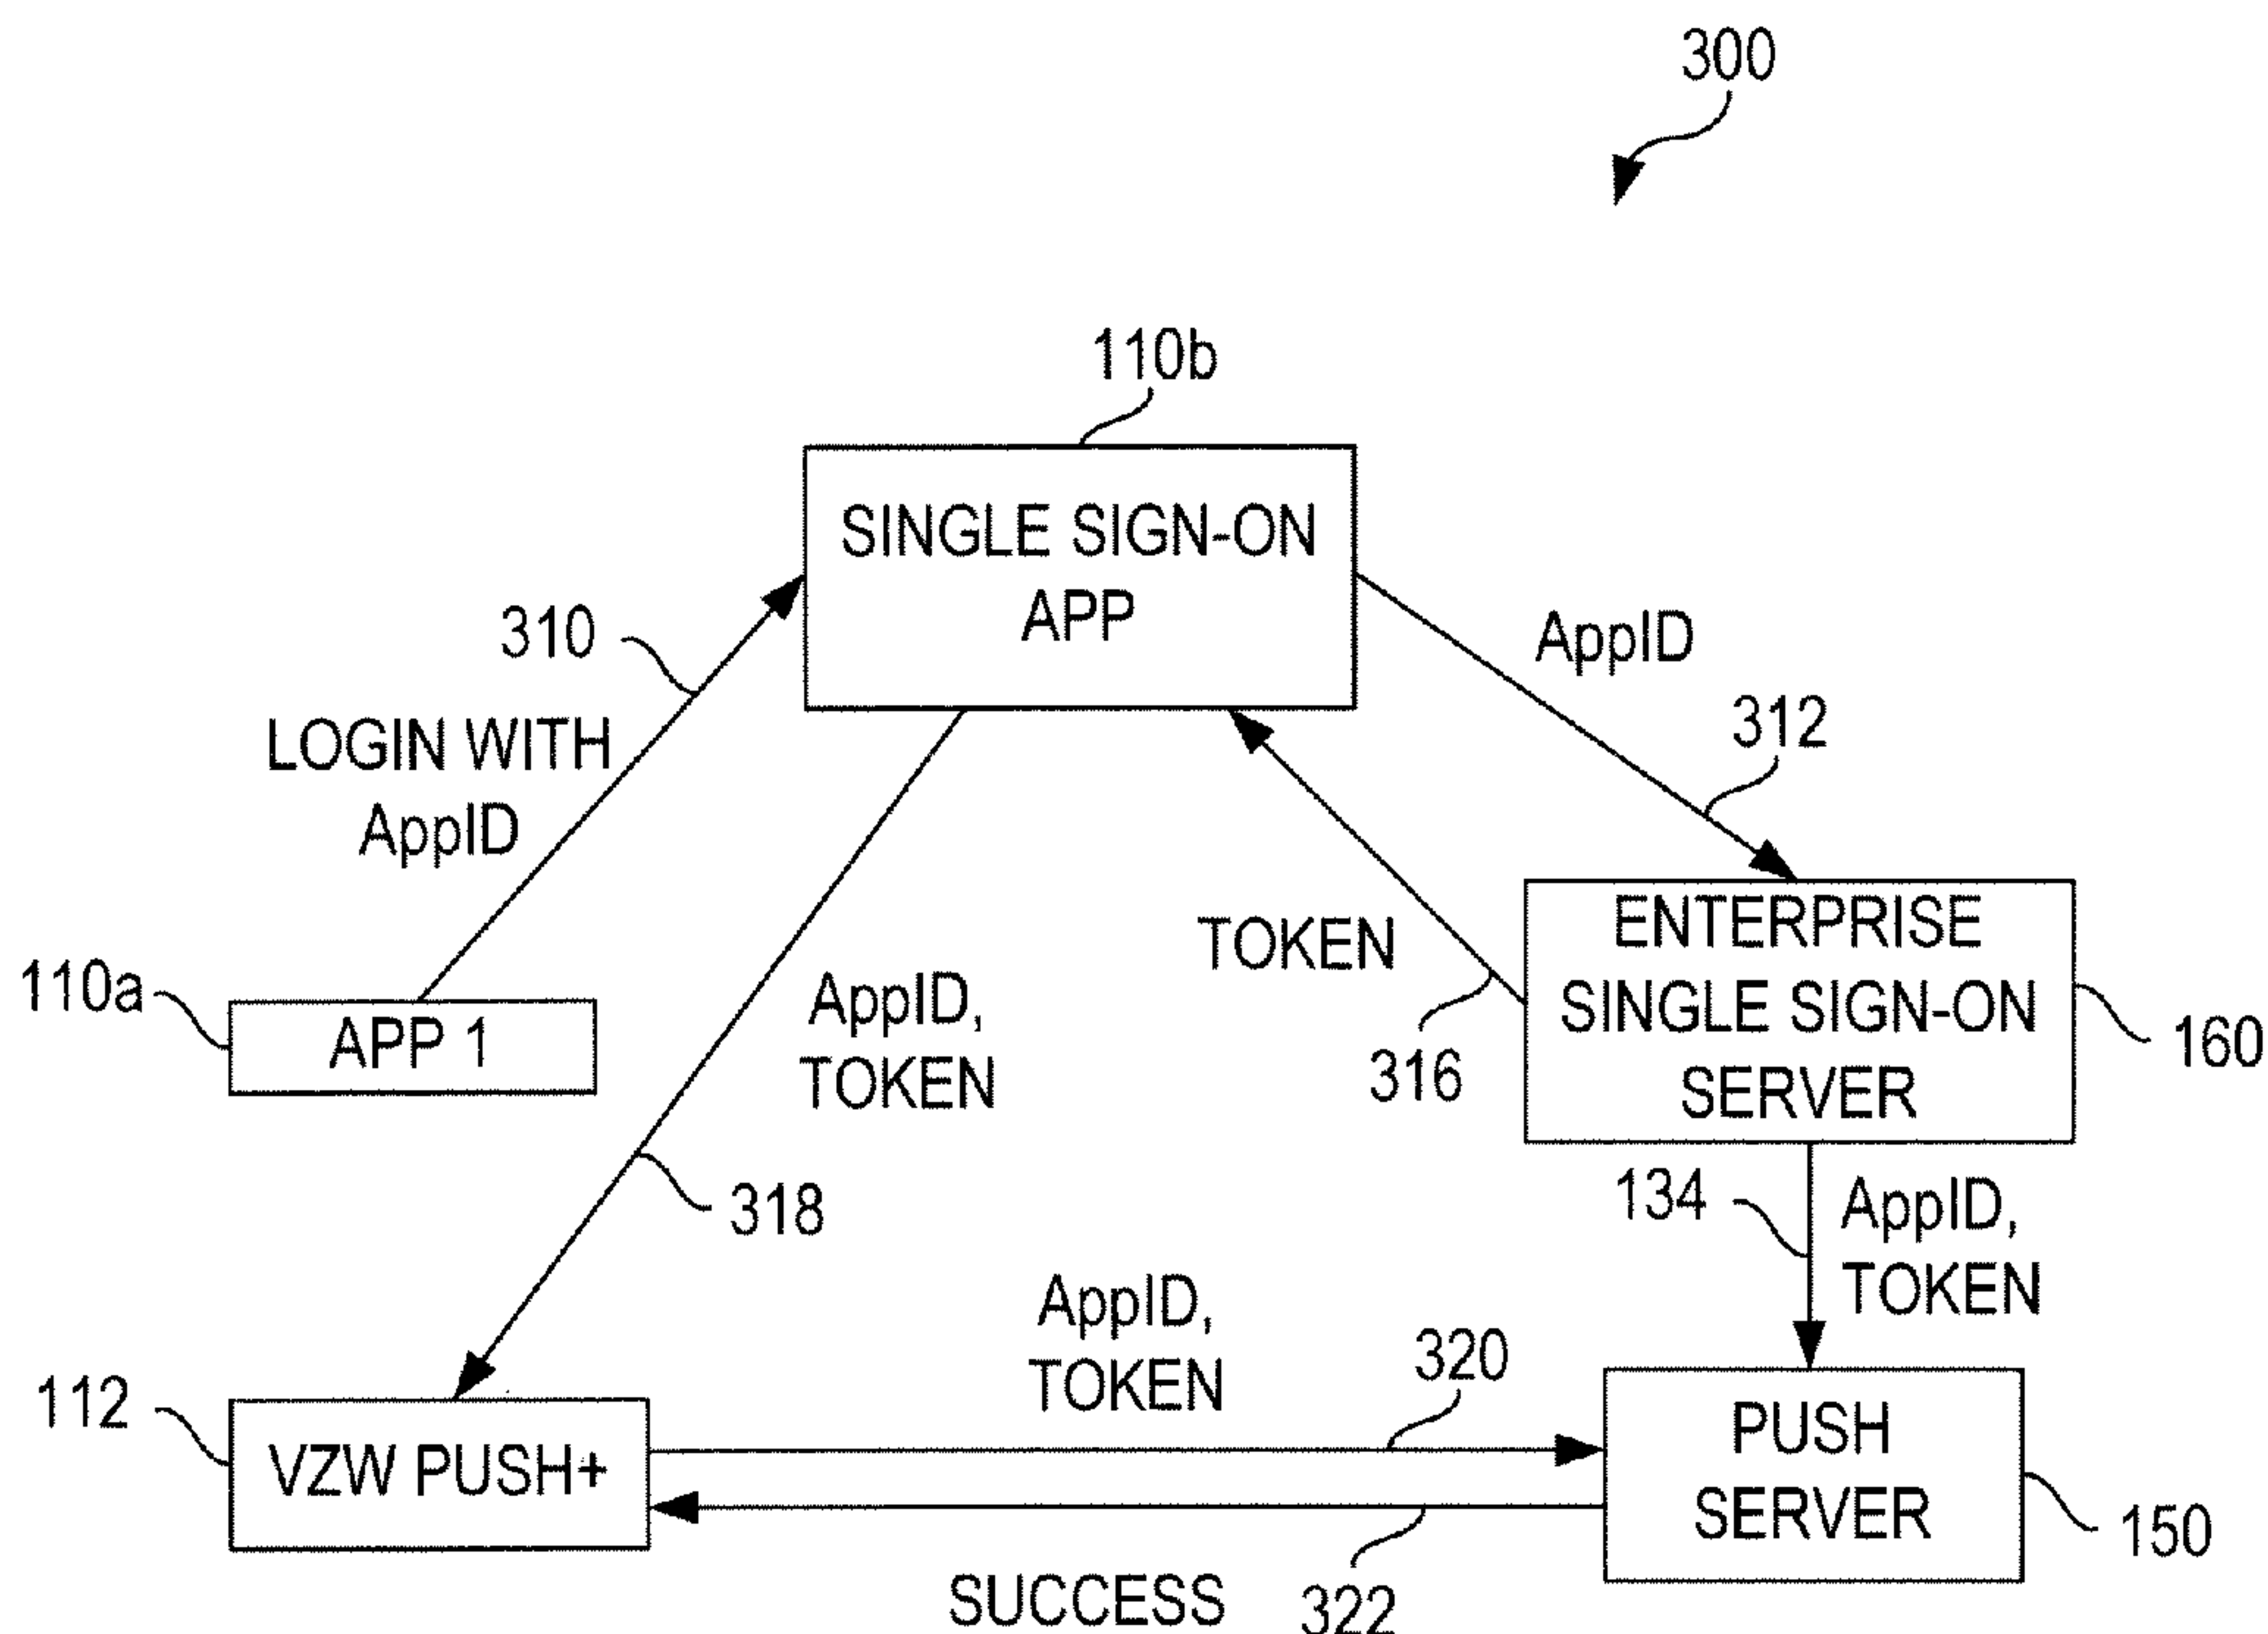 300
110b
SINGLE SIGN-ON
APP
310
AppID
312
LOGIN WITH
AppID
TOKEN
316
ENTERPRISE
SINGLE SIGN-ON
SERVER
160
110a
APP 1
AppID,
TOKEN
318
134
AppID,
TOKEN
AppID,
TOKEN
320
112
VZW PUSH+
PUSH
SERVER
150
SUCCESS
322